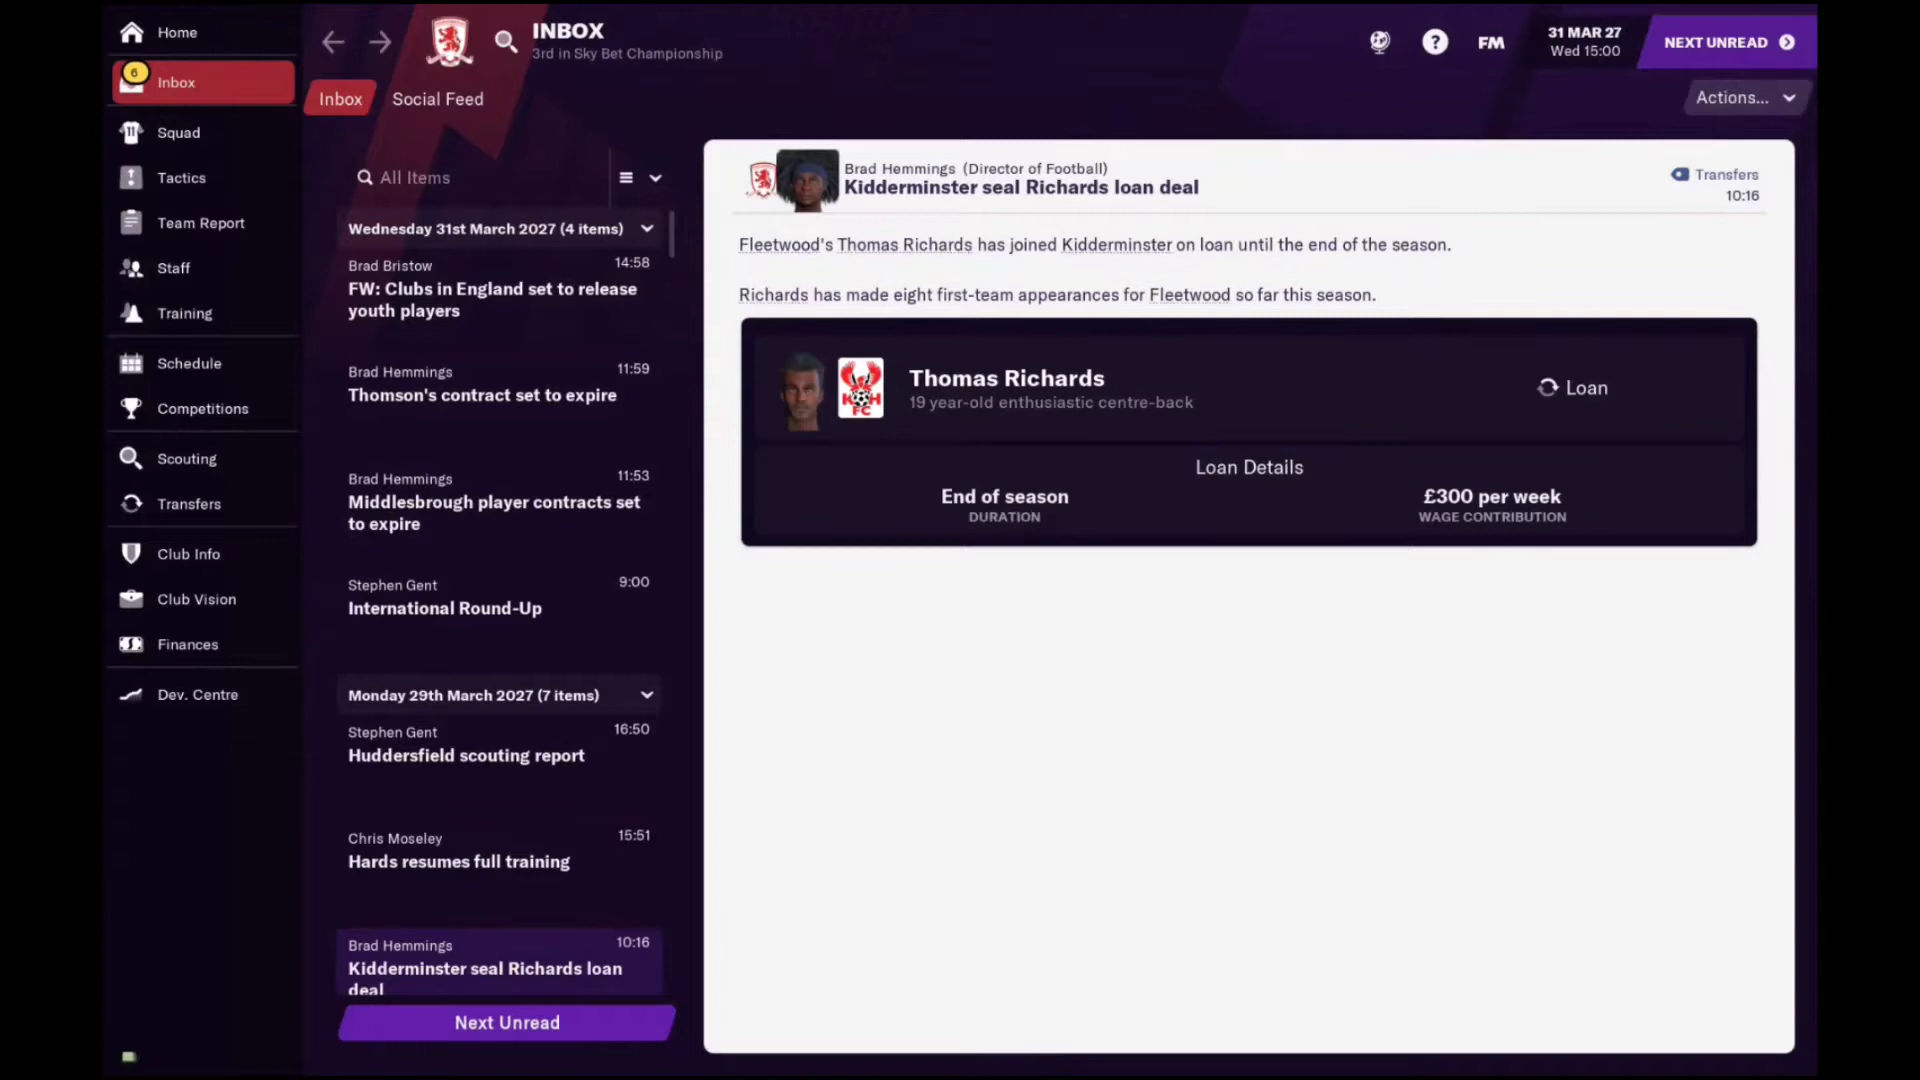 Home
6
Inbox
Squad
Tactics
Team Report
Staff
Training
Schedule
Competitions
Scouting
Transfers
Club Info
Club Vision
Finances
Dev. Centre
INBOX
3rd in Sky Bet Championship
?
FM
31 MAR 27
Wed 15:00
NEXT UNREAD
Inbox
Social Feed
Actions...
All Items
Wednesday 31st March 2027 (4 items)
Brad Bristow 14:58
FW: Clubs in England set to release
youth players
Brad Hemmings 11:59
Thomson's contract set to expire
Brad Hemmings 11:53
Middlesbrough player contracts set
to expire
Stephen Gent 9:00
International Round-Up
Monday 29th March 2027 (7 items)
Stephen Gent 16:50
Huddersfield scouting report
Chris Moseley 15:51
Hards resumes full training
Brad Hemmings 10:16
Kidderminster seal Richards loan
deal
Next Unread
Brad Hemmings (Director of Football)
Kidderminster seal Richards loan deal
Transfers
10:16
Fleetwood's Thomas Richards has joined Kidderminster on loan until the end of the season.
Richards has made eight first-team appearances for Fleetwood so far this season.
KH
FC
Thomas Richards
19 year-old enthusiastic centre-back
Loan
Loan Details
End of season
DURATION
£300 per week
WAGE CONTRIBUTION